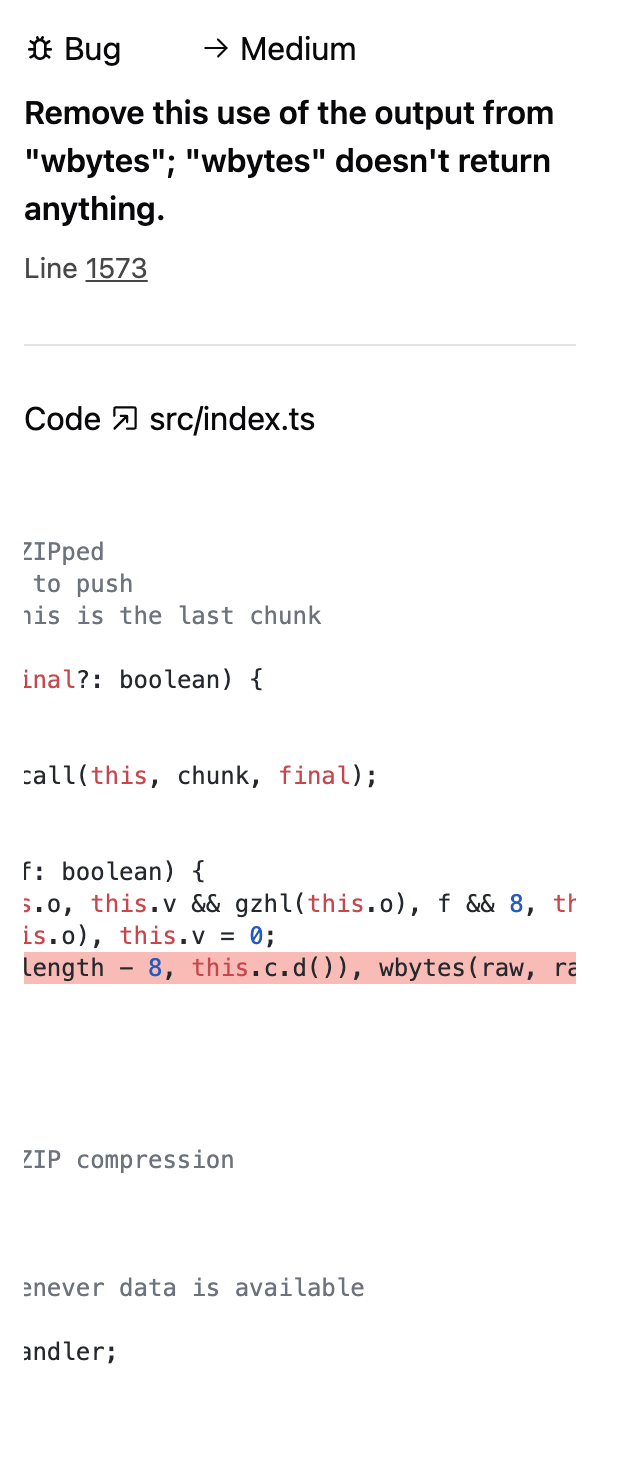 Bug → Medium
Remove this use of the output from
"wbytes"; "wbytes" doesn't return
anything.
Line 1573
Code src/index.ts
ZIPped
to push
his is the last chunk
inal?: boolean) {
call(this, chunk, final);
f: boolean) {
s.o, this.v && gzhl(this.o), f && 8, th
is.o), this.v = 0;
length - 8, this.c.d()), wbytes(raw, ra
ZIP compression
enever data is available
andler;